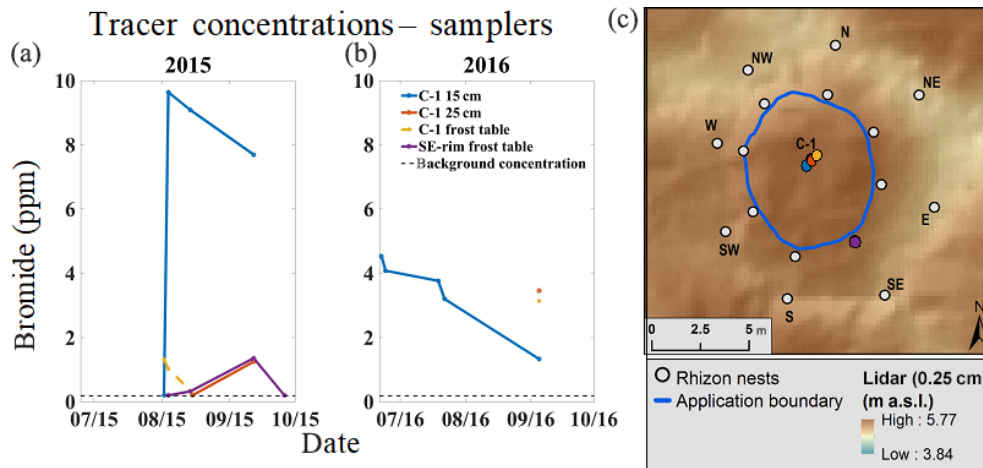 Tracer concentrations – samplers
(a)
2015
Bromide (ppm)
10
8
6
4
2
0
07/15
08/15
09/15
10/15
(b)
2016
C-1 15 cm
C-1 25 cm
C-1 frost table
SE-rim frost table
Background concentration
10
8
6
4
2
0
07/16
08/16
09/16
10/16
Date
(c)
N
NW
NE
W
C-1
E
SW
SE
S
N
0 2.5 5 m
Rhizon nests
Application boundary
Lidar (0.25 cm)
(m a.s.l.)
High : 5.77
Low : 3.84